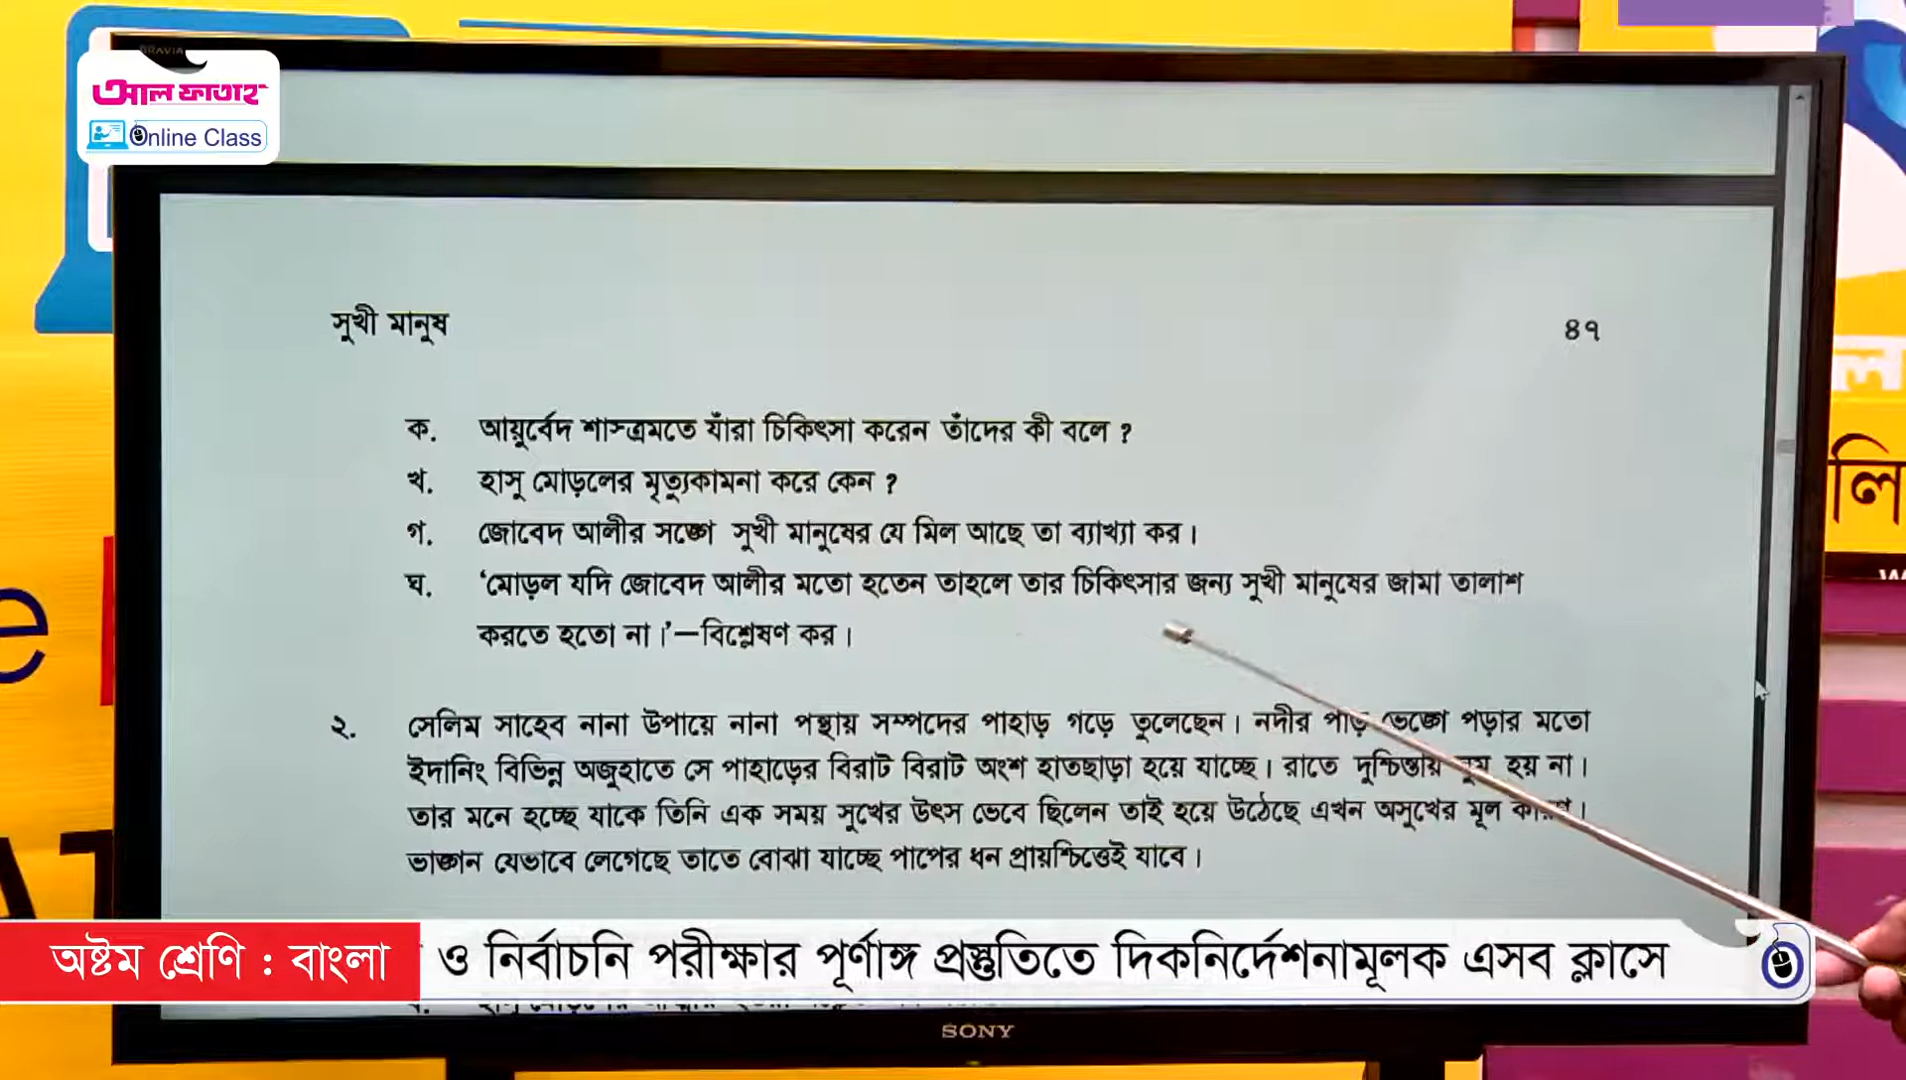 BRAVIA
আল ফাতাহ
Online Class
সুখী মানুষ
৪৭
ক. আয়ুর্বেদ শাস্ত্রমতে যাঁরা চিকিৎসা করেন তাঁদের কী বলে ?
খ. হাসু মোড়লের মৃত্যুকামনা করে কেন ?
গ. জোবেদ আলীর সঙ্গে সুখী মানুষের যে মিল আছে তা ব্যাখ্যা কর।
ঘ. ‘মোড়ল যদি জোবেদ আলীর মতো হতেন তাহলে তার চিকিৎসার জন্য সুখী মানুষের জামা তালাশ
করতে হতো না।’—বিশ্লেষণ কর।
২. সেলিম সাহেব নানা উপায়ে নানা পন্থায় সম্পদের পাহাড় গড়ে তুলেছেন। নদীর পাড় ভেঙ্গে পড়ার মতো
ইদানিং বিভিন্ন অজুহাতে সে পাহাড়ের বিরাট বিরাট অংশ হাতছাড়া হয়ে যাচ্ছে। রাতে দুশ্চিন্তায় ঘুম হয় না।
তার মনে হচ্ছে যাকে তিনি এক সময় সুখের উৎস ভেবে ছিলেন তাই হয়ে উঠেছে এখন অসুখের মূল কারণ।
ভাঙ্গান যেভাবে লেগেছে তাতে বোঝা যাচ্ছে পাপের ধন প্রায়শ্চিত্তেই যাবে।
অষ্টম শ্রেণি : বাংলা
ও নির্বাচনি পরীক্ষার পূর্ণাঙ্গ প্রস্তুতিতে দিকনির্দেশনামূলক এসব ক্লাসে
SONY